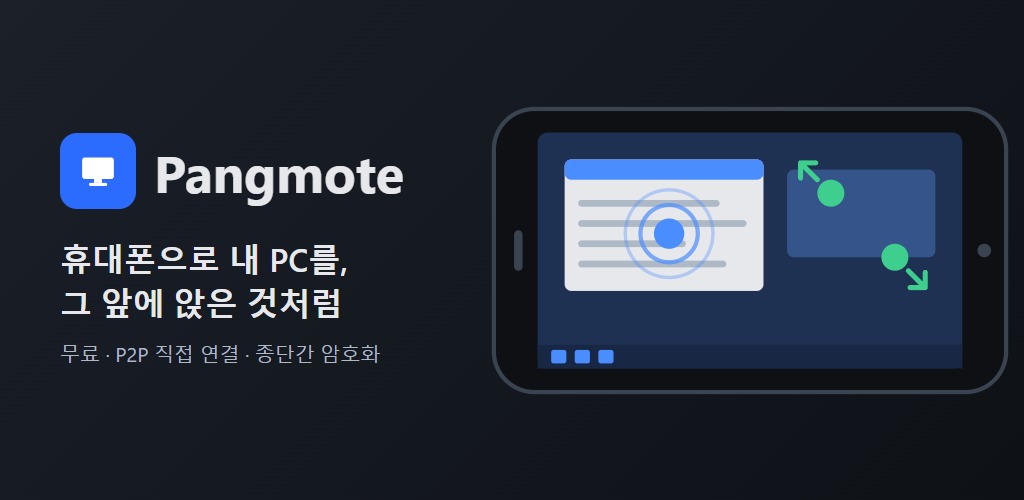 Pangmote
휴대폰으로 내 PC를,
그 앞에 앉은 것처럼
무료 · P2P 직접 연결 · 종단간 암호화